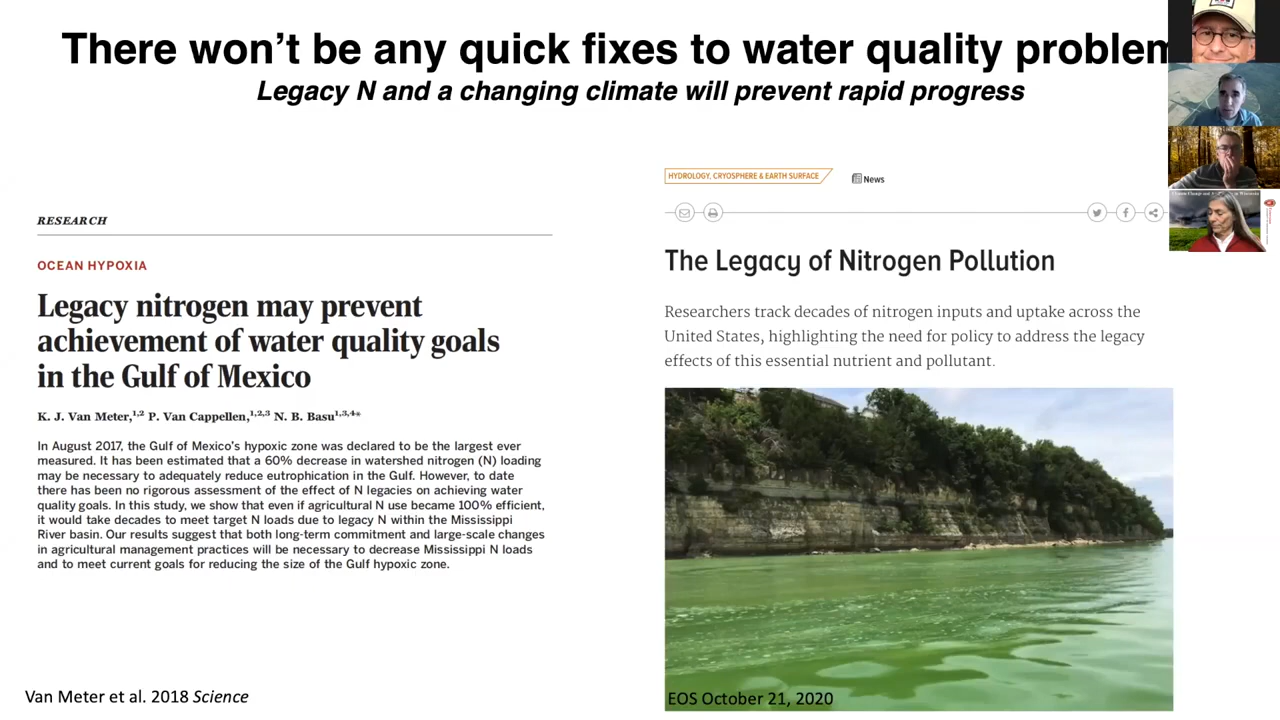 There won't be any quick fixes to water quality problem
Legacy N and a changing climate will prevent rapid progress
RESEARCH
OCEAN HYPOXIA
Legacy nitrogen may prevent
achievement of water quality goals
in the Gulf of Mexico
K. J. Van Meter,1,2 P. Van Cappellen,1,2,3 N. B. Basu1,3,4*
In August 2017, the Gulf of Mexico's hypoxic zone was declared to be the largest ever
measured. It has been estimated that a 60% decrease in watershed nitrogen (N) loading
may be necessary to adequately reduce eutrophication in the Gulf. However, to date
there has been no rigorous assessment of the effect of N legacies on achieving water
quality goals. In this study, we show that even if agricultural N use became 100% efficient,
it would take decades to meet target N loads due to legacy N within the Mississippi
River basin. Our results suggest that both long-term commitment and large-scale changes
in agricultural management practices will be necessary to decrease Mississippi N loads
and to meet current goals for reducing the size of the Gulf hypoxic zone.
Van Meter et al. 2018 Science
HYDROLOGY, CRYOSPHERE & EARTH SURFACE
News
The Legacy of Nitrogen Pollution
Researchers track decades of nitrogen inputs and uptake across the
United States, highlighting the need for policy to address the legacy
effects of this essential nutrient and pollutant.
EOS October 21, 2020